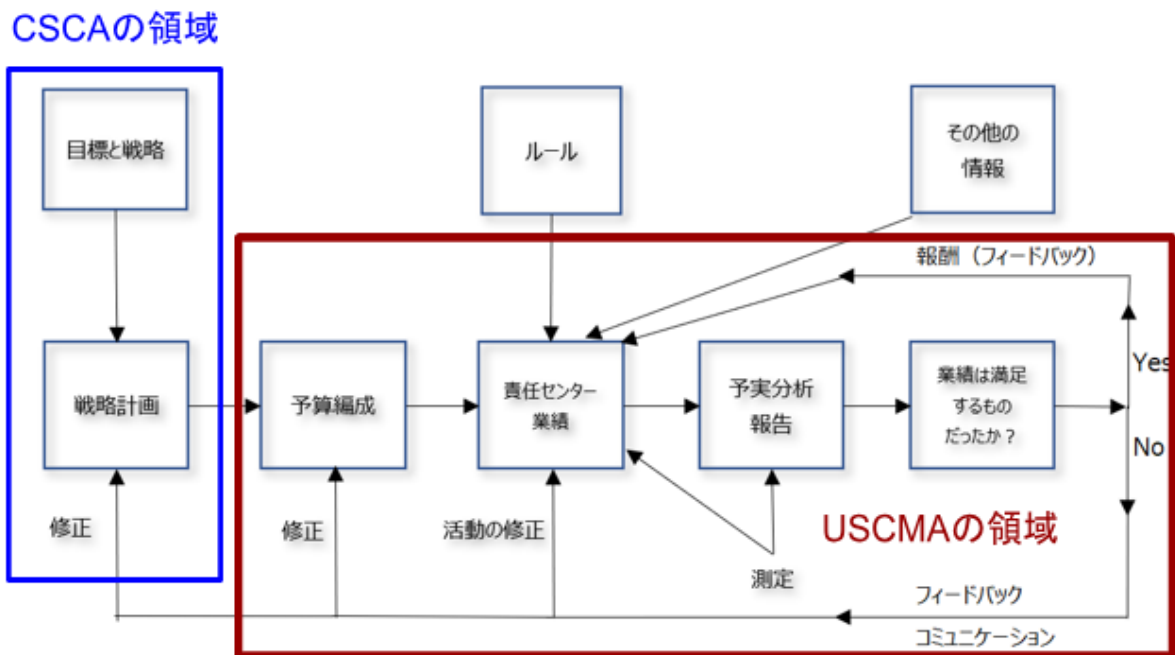 CSCAの領域
目標と戦略
ルール
その他の
情報
報酬（フィードバック）
戦略計画
予算編成
責任センター
業績
予実分析
報告
業績は満足
するもの
だったか？
Yes
No
修正
修正
活動の修正
測定
USCMAの領域
フィードバック
コミュニケーション